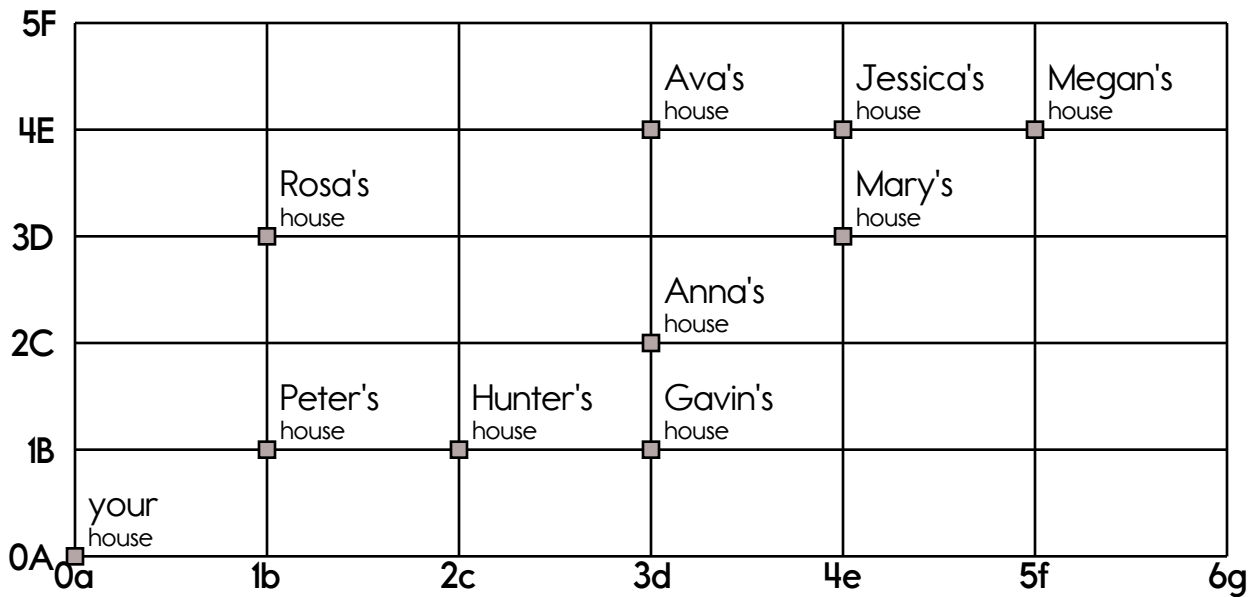 5F
Ava's
house
Jessica's
house
Megan's
house
4E
Rosa's
house
Mary's
house
3D
Anna's
house
2C
Peter's
house
Hunter's
house
Gavin's
house
1B
your
house
0A
0a 1b 2c 3d 4e 5f 6g